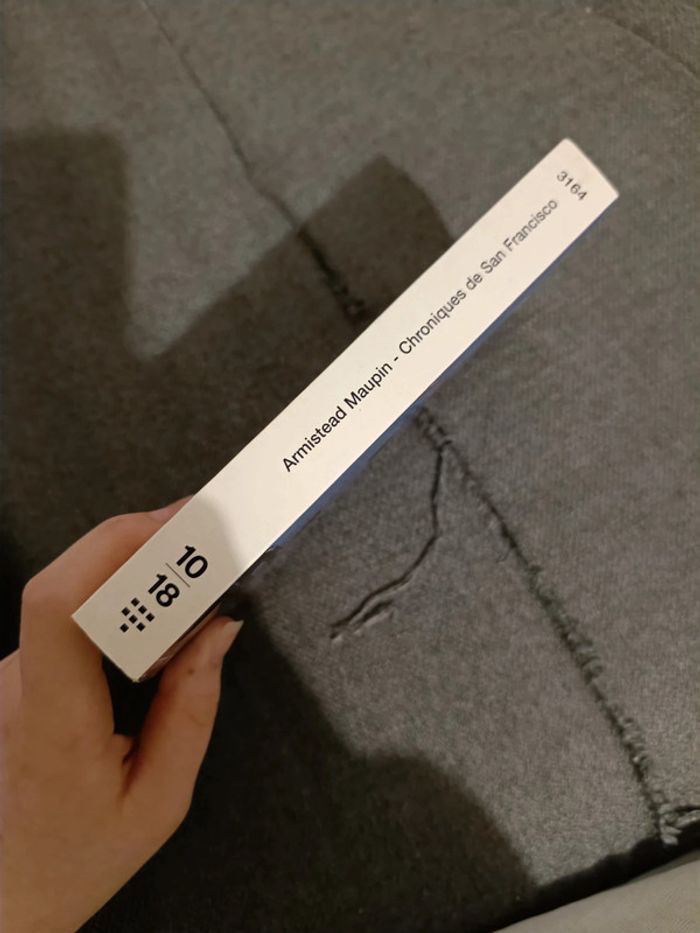 3164
Armistead Maupin - Chroniques de San Francisco
10
18